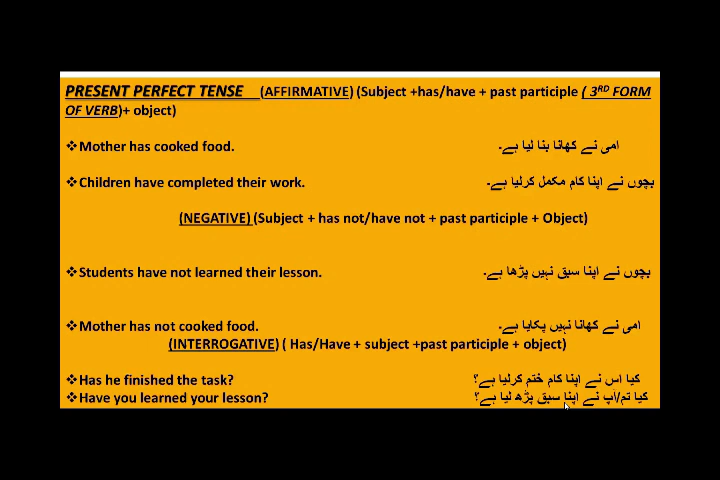 PRESENT PERFECT TENSE (AFFIRMATIVE) (Subject +has/have + past participle ( 3RD FORM
OF VERB)+ object)
❖Mother has cooked food. امی نے کھانا بنا لیا ہے۔
❖Children have completed their work. بچوں نے اپنا کام مکمل کرلیا ہے۔
(NEGATIVE) (Subject + has not/have not + past participle + Object)
❖Students have not learned their lesson. بچوں نے اپنا سبق نہیں پڑھا ہے۔
❖Mother has not cooked food. امی نے کھانا نہیں پکایا ہے۔
(INTERROGATIVE) ( Has/Have + subject +past participle + object)
❖Has he finished the task? کیا اس نے اپنا کام ختم کرلیا ہے؟
❖Have you learned your lesson? کیا تم/آپ نے اپنا سبق پڑھ لیا ہے؟